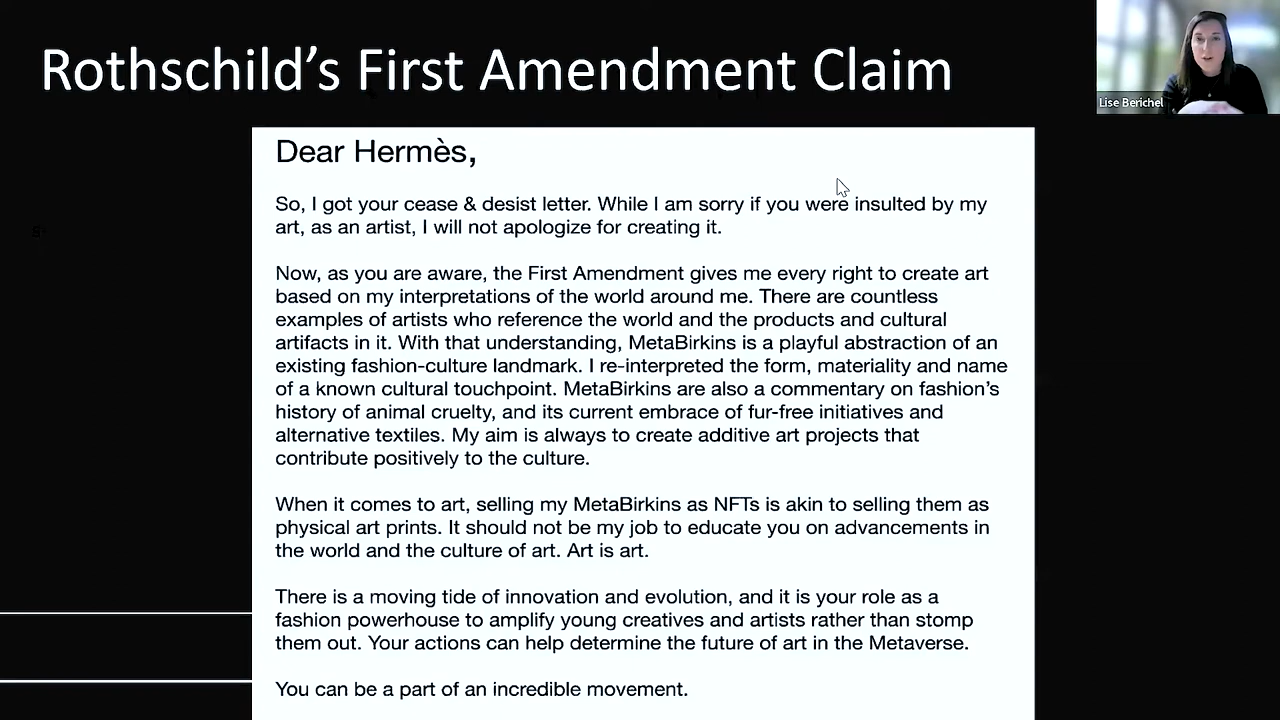 Rothschild’s First Amendment Claim
Lise Berichel
Dear Hermès,
So, I got your cease & desist letter. While I am sorry if you were insulted by my
art, as an artist, I will not apologize for creating it.
Now, as you are aware, the First Amendment gives me every right to create art
based on my interpretations of the world around me. There are countless
examples of artists who reference the world and the products and cultural
artifacts in it. With that understanding, MetaBirkins is a playful abstraction of an
existing fashion-culture landmark. I re-interpreted the form, materiality and name
of a known cultural touchpoint. MetaBirkins are also a commentary on fashion’s
history of animal cruelty, and its current embrace of fur-free initiatives and
alternative textiles. My aim is always to create additive art projects that
contribute positively to the culture.
When it comes to art, selling my MetaBirkins as NFTs is akin to selling them as
physical art prints. It should not be my job to educate you on advancements in
the world and the culture of art. Art is art.
There is a moving tide of innovation and evolution, and it is your role as a
fashion powerhouse to amplify young creatives and artists rather than stomp
them out. Your actions can help determine the future of art in the Metaverse.
You can be a part of an incredible movement.